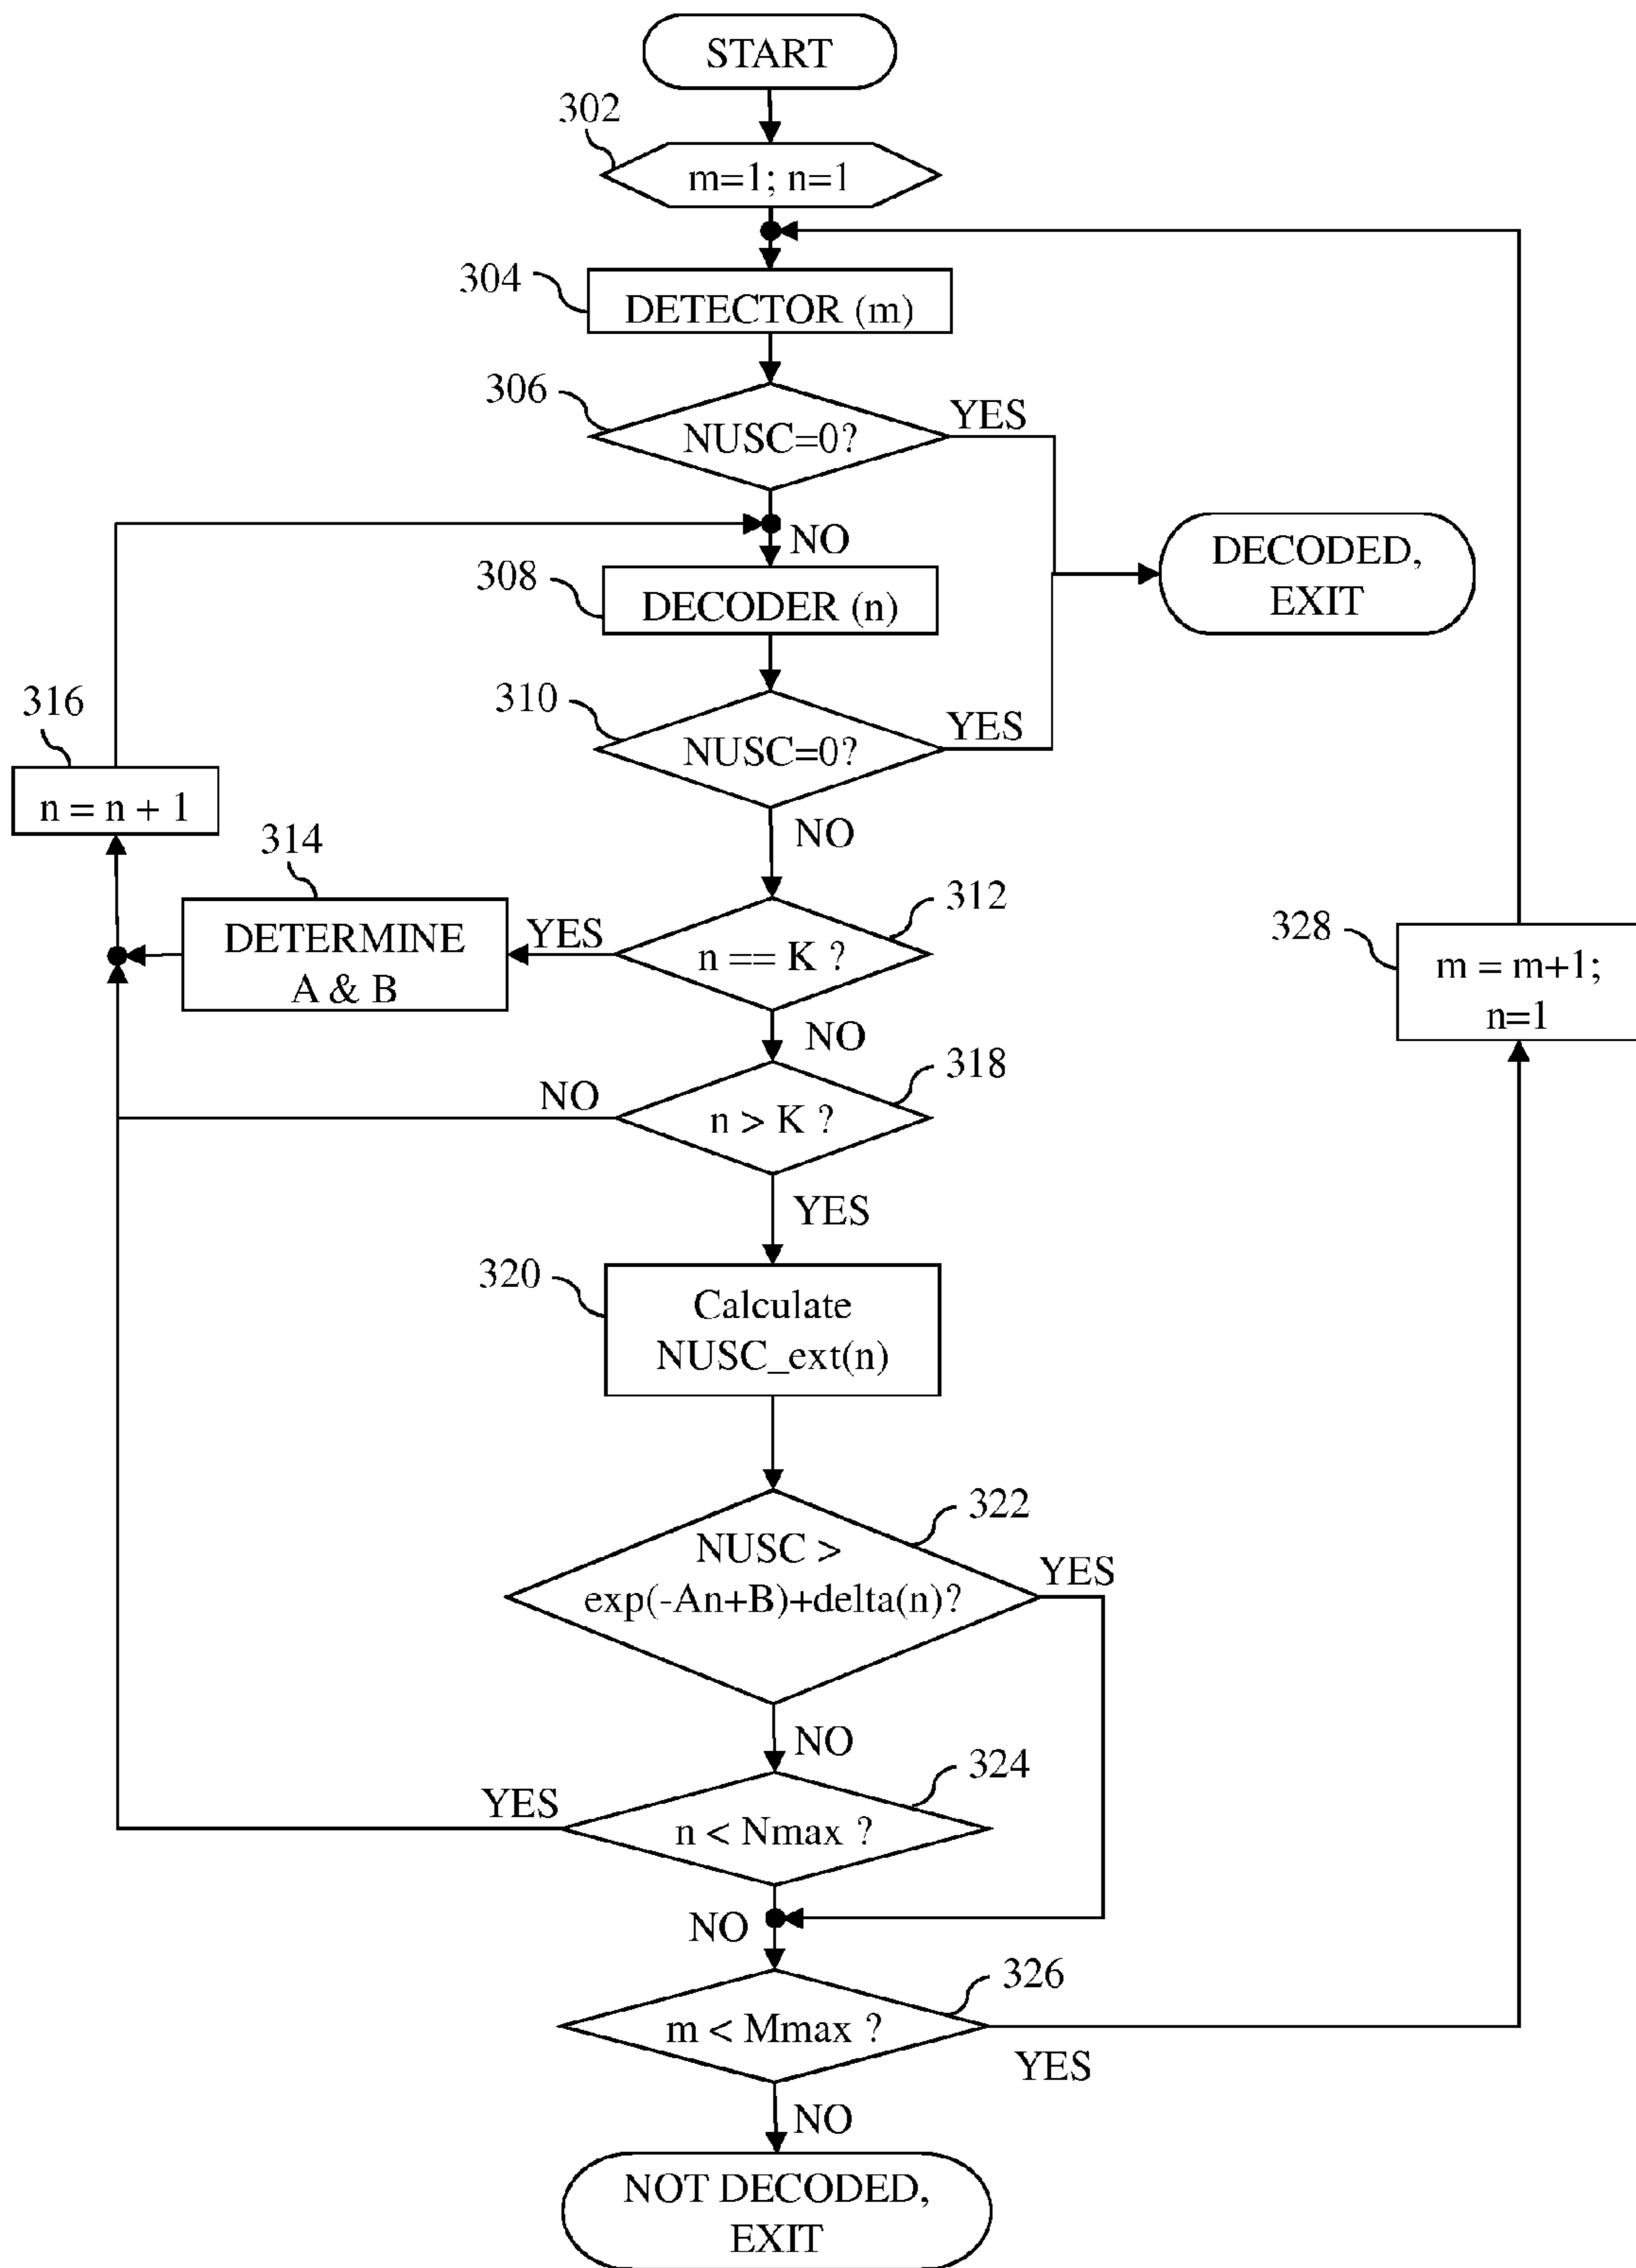 START
302
m=1; n=1
304
DETECTOR (m)
306
NUSC=0?
YES
NO
DECODED,
EXIT
308
DECODER (n)
310
NUSC=0?
YES
316
n = n + 1
NO
314
DETERMINE
A & B
YES
312
n == K ?
328
m = m+1;
n=1
NO
318
NO
n > K ?
YES
320
Calculate
NUSC_ext(n)
322
NUSC >
exp(-An+B)+delta(n)?
YES
NO
324
YES
n < Nmax ?
NO
326
m < Mmax ?
YES
NO
NOT DECODED,
EXIT